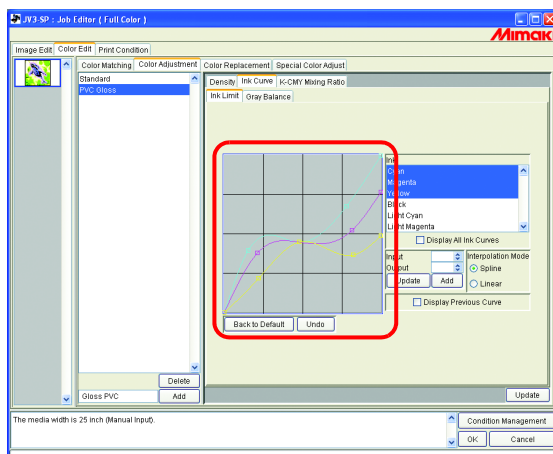 JV3-SP : Job Editor ( Full Color )
Mimaki
Image Edit Color Edit Print Condition
Color Matching Color Adjustment Color Replacement Special Color Adjust
Standard
PVC Gloss
Density Ink Curve K-CMY Mixing Ratio
Ink Limit Gray Balance
Ink
Cyan
Magenta
Yellow
Black
Light Cyan
Light Magenta
Display All Ink Curves
Input
Output
Interpolation Mode
Spline
Linear
Update Add
Display Previous Curve
Back to Default Undo
Delete
Gloss PVC Add
Update
The media width is 25 inch (Manual Input).
Condition Management
OK Cancel